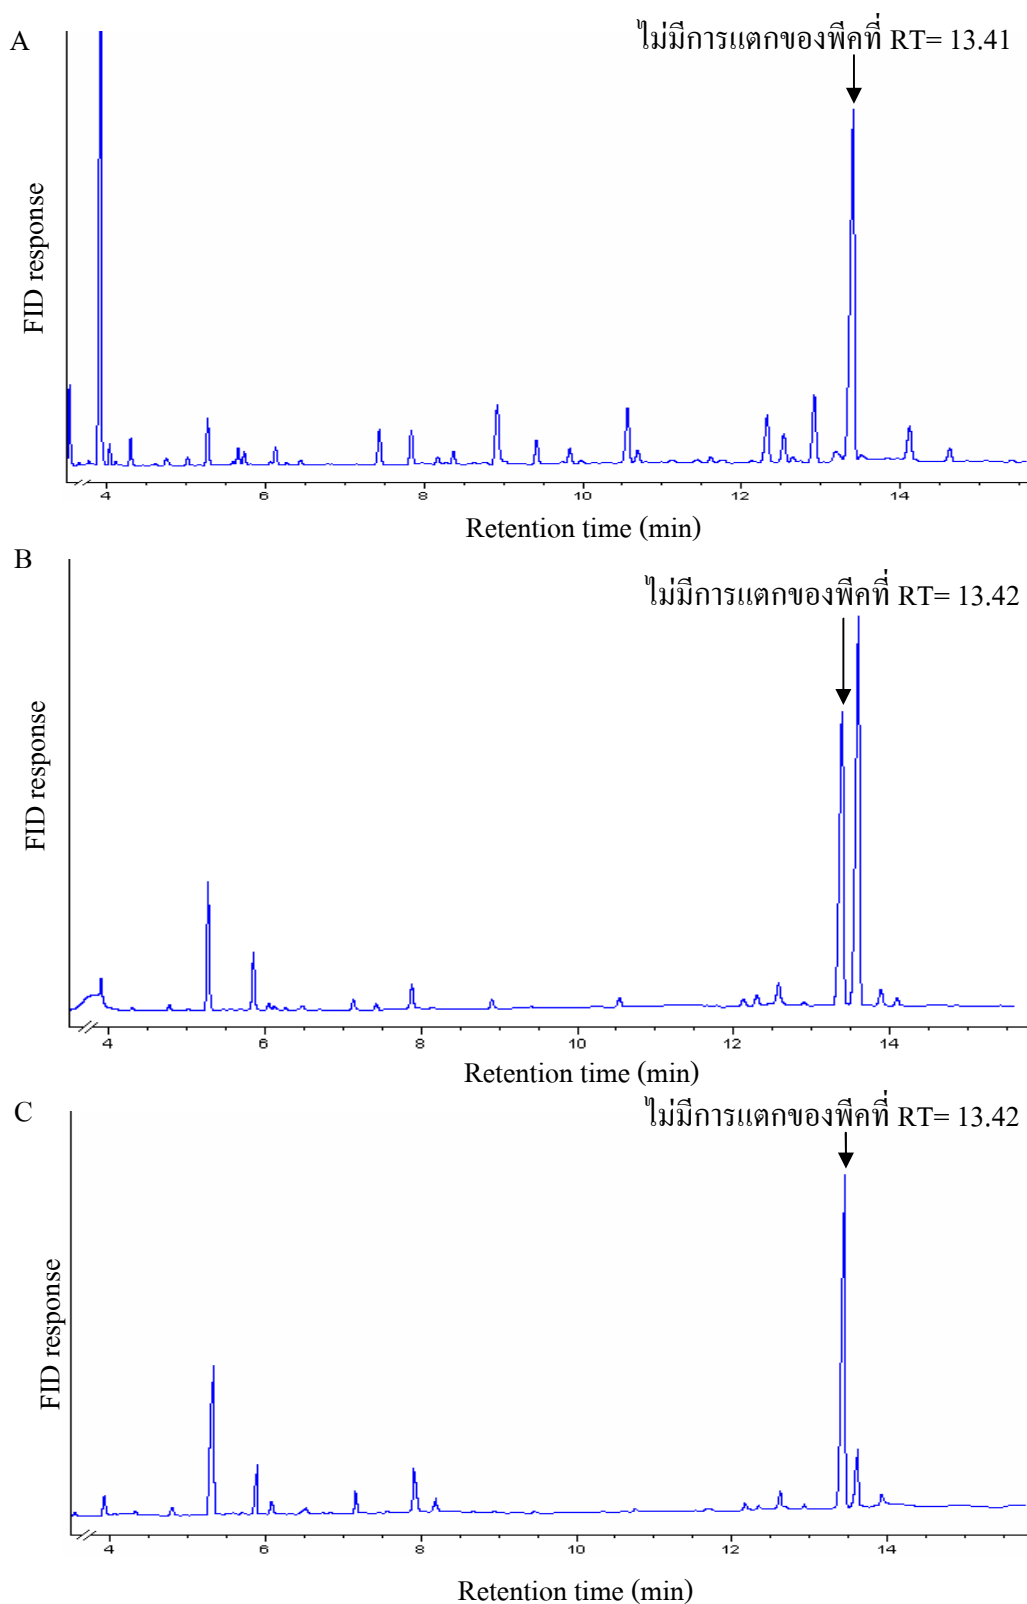 A
ไม่มีการแตกของพีคที่ RT= 13.41
FID response
4 6 8 10 12 14
Retention time (min)
B
ไม่มีการแตกของพีคที่ RT= 13.42
FID response
4 6 8 10 12 14
Retention time (min)
C
ไม่มีการแตกของพีคที่ RT= 13.42
FID response
4 6 8 10 12 14
Retention time (min)